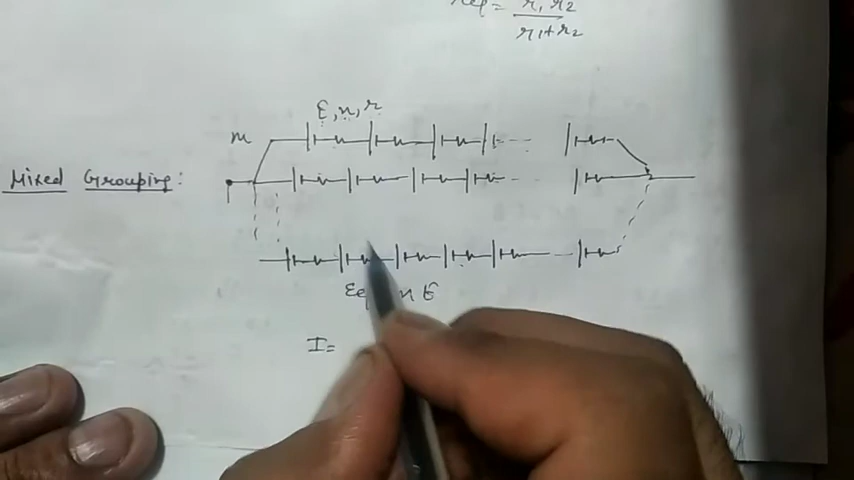 r₁ r₂
r₁+r₂
ε, n, r
m
Mixed Grouping:
n ε
I=